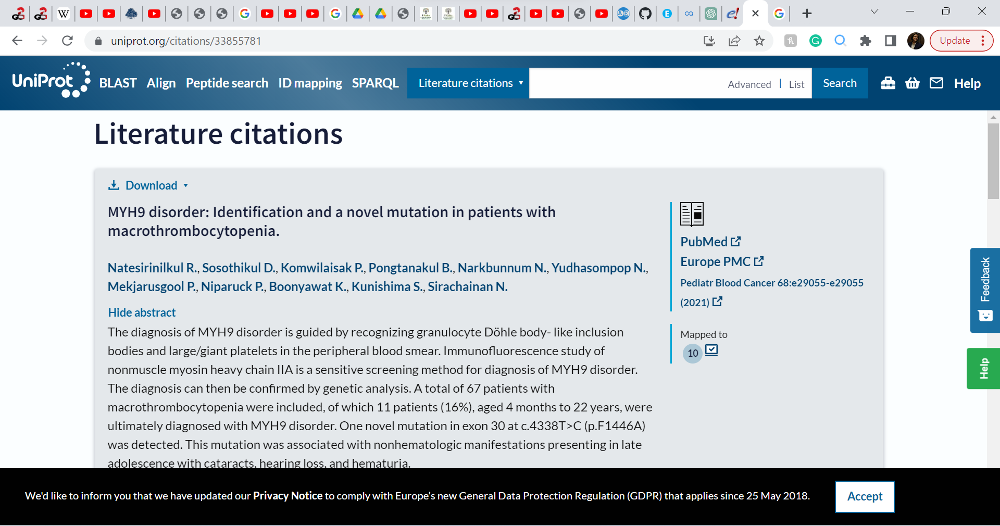 uniprot.org/citations/33855781
Update
UniProt BLAST Align Peptide search ID mapping SPARQL Literature citations Advanced | List Search Help
Literature citations
Download
MYH9 disorder: Identification and a novel mutation in patients with
macrothrombocytopenia.
Natesirinilkul R., Sosothikul D., Komwilaisak P., Pongtanakul B., Narkbunnum N., Yudhasompop N.,
Mekjarusgool P., Niparuck P., Boonyawat K., Kunishima S., Sirachainan N.
Hide abstract
The diagnosis of MYH9 disorder is guided by recognizing granulocyte Döhle body- like inclusion
bodies and large/giant platelets in the peripheral blood smear. Immunofluorescence study of
nonmuscle myosin heavy chain IIA is a sensitive screening method for diagnosis of MYH9 disorder.
The diagnosis can then be confirmed by genetic analysis. A total of 67 patients with
macrothrombocytopenia were included, of which 11 patients (16%), aged 4 months to 22 years, were
ultimately diagnosed with MYH9 disorder. One novel mutation in exon 30 at c.4338T>C (p.F1446A)
was detected. This mutation was associated with nonhematologic manifestations presenting in late
adolescence with cataracts, hearing loss, and hematuria.
PubMed
Europe PMC
Pediatr Blood Cancer 68:e29055-e29055
(2021)
Mapped to
10
Feedback
Help
We'd like to inform you that we have updated our Privacy Notice to comply with Europe’s new General Data Protection Regulation (GDPR) that applies since 25 May 2018.
Accept